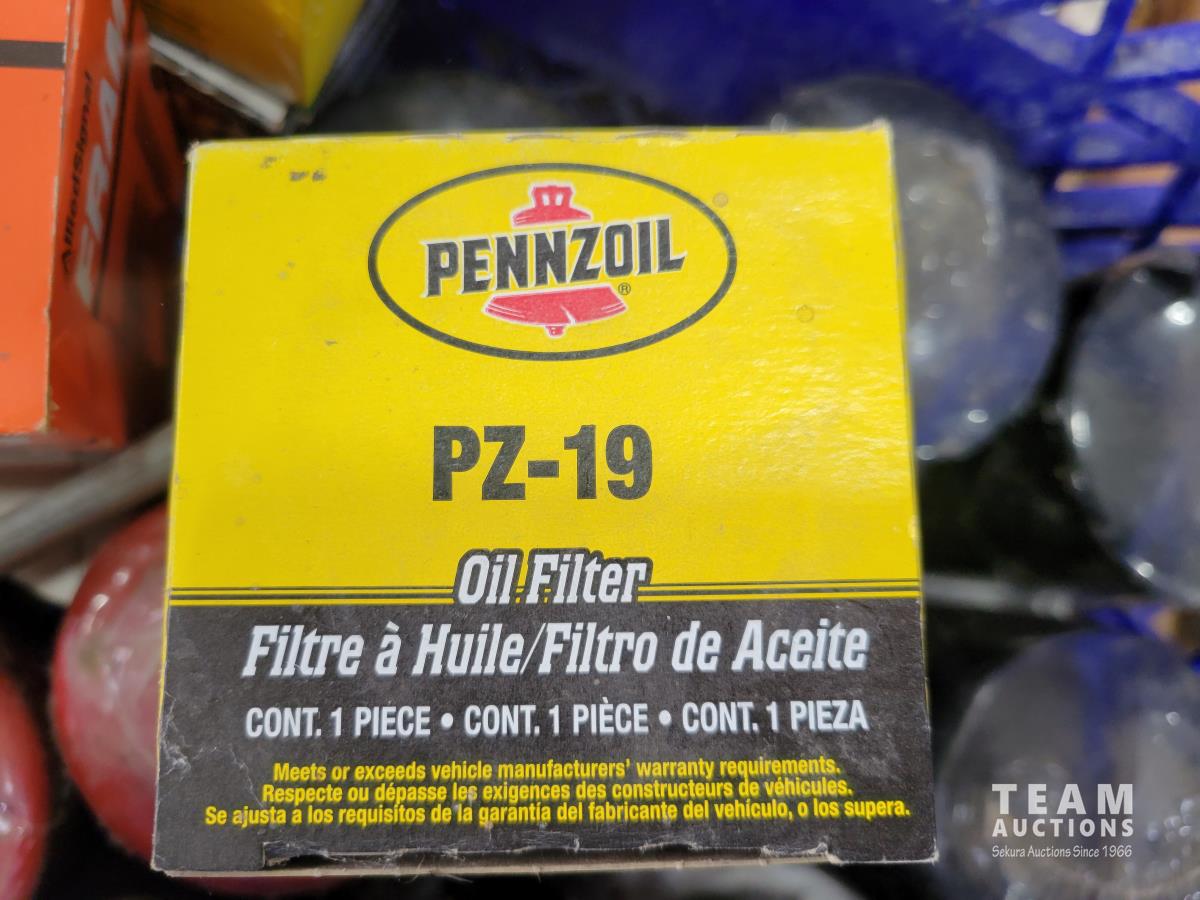 AlliedSignal
FRAM
PENNZOIL
®
PZ-19
Oil Filter
Filtre à Huile/Filtro de Aceite
CONT. 1 PIECE • CONT. 1 PIÈCE • CONT. 1 PIEZA
Meets or exceeds vehicle manufacturers' warranty requirements.
Respecte ou dépasse les exigences des constructeurs de véhicules.
Se ajusta a los requisitos de la garantía del fabricante del vehículo, o los supera.
TEAM
AUCTIONS
Sekura Auctions Since 1966